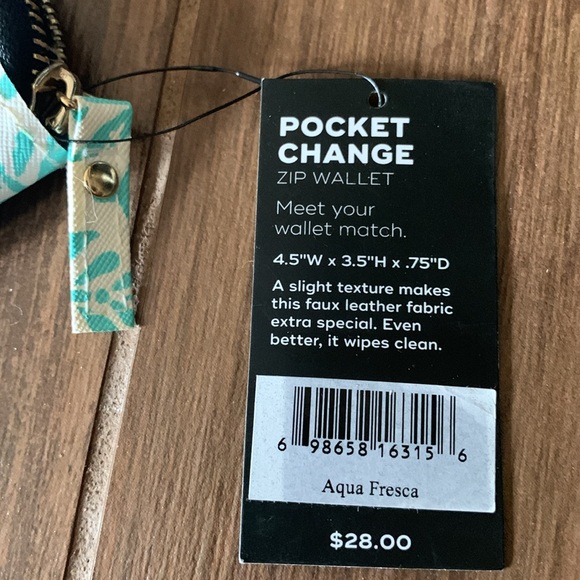 POCKET
CHANGE
ZIP WALLET
Meet your
wallet match.
4.5"W x 3.5"H x .75"D
A slight texture makes
this faux leather fabric
extra special. Even
better, it wipes clean.
6 98658 16315 6
Aqua Fresca
$28.00